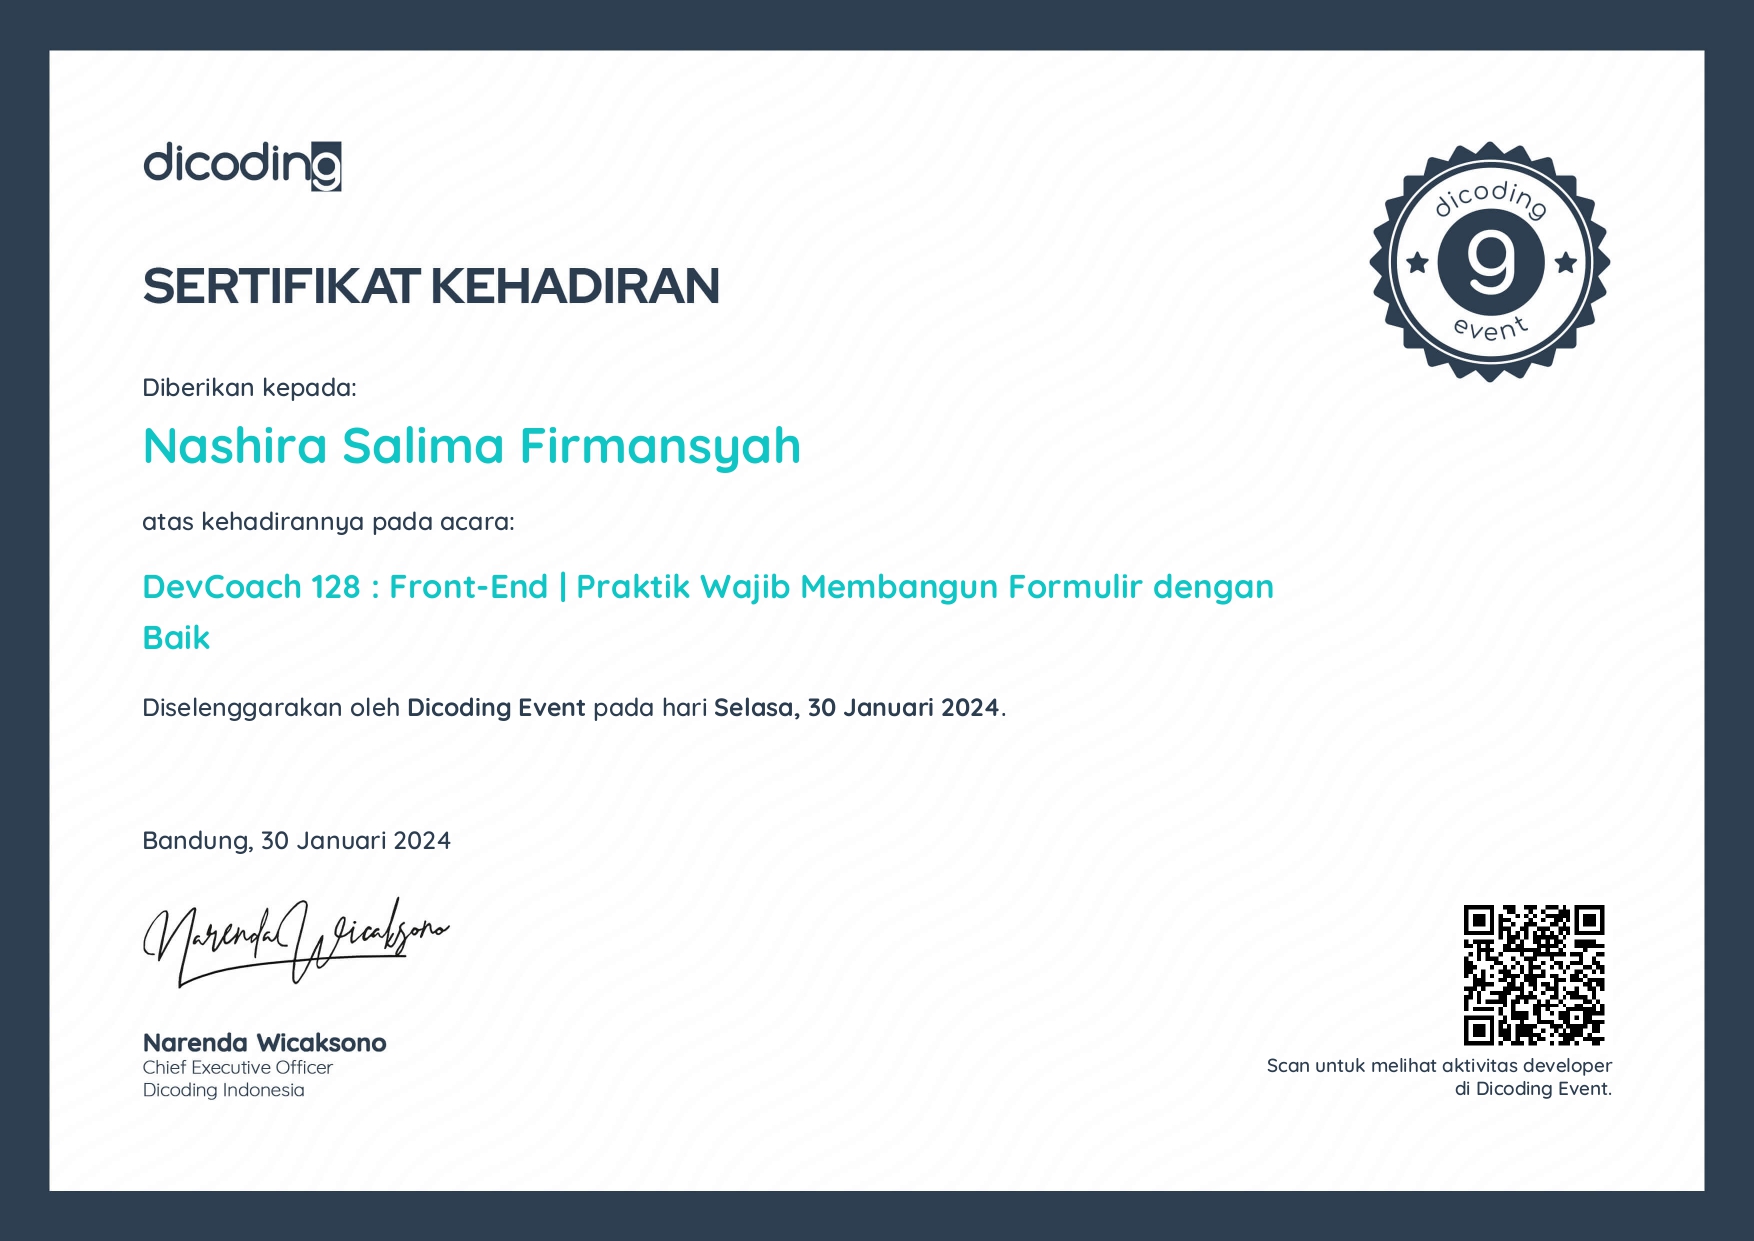 dicoding
SERTIFIKAT KEHADIRAN
dicoding
g
event
Diberikan kepada:
Nashira Salima Firmansyah
atas kehadirannya pada acara:
DevCoach 128 : Front-End | Praktik Wajib Membangun Formulir dengan
Baik
Diselenggarakan oleh Dicoding Event pada hari Selasa, 30 Januari 2024.
Bandung, 30 Januari 2024
Narenda Wicaksono
Narenda Wicaksono
Chief Executive Officer
Dicoding Indonesia
Scan untuk melihat aktivitas developer
di Dicoding Event.